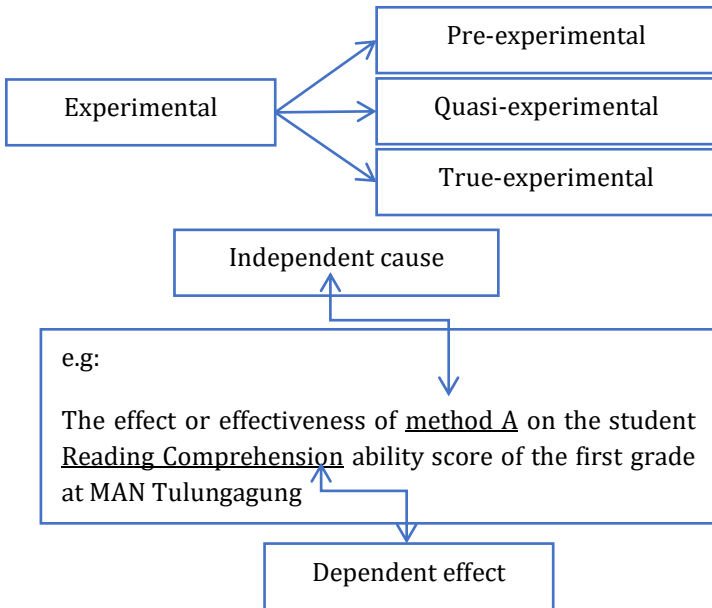 Pre-experimental
Experimental
Quasi-experimental
True-experimental
Independent cause
e.g:
The effect or effectiveness of method A on the student
Reading Comprehension ability score of the first grade
at MAN Tulungagung
Dependent effect